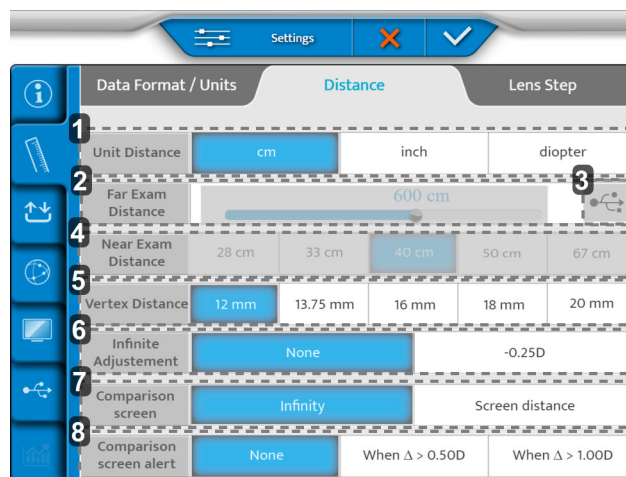 Settings
Data Format / Units
Distance
Lens Step
1
Unit Distance
cm
inch
diopter
2
Far Exam
Distance
600 cm
3
4
Near Exam
Distance
28 cm
33 cm
40 cm
50 cm
67 cm
5
Vertex Distance
12 mm
13.75 mm
16 mm
18 mm
20 mm
6
Infinite
Adjustement
None
-0.25D
7
Comparison
screen
Infinity
Screen distance
8
Comparison
screen alert
None
When Δ > 0.50D
When Δ > 1.00D